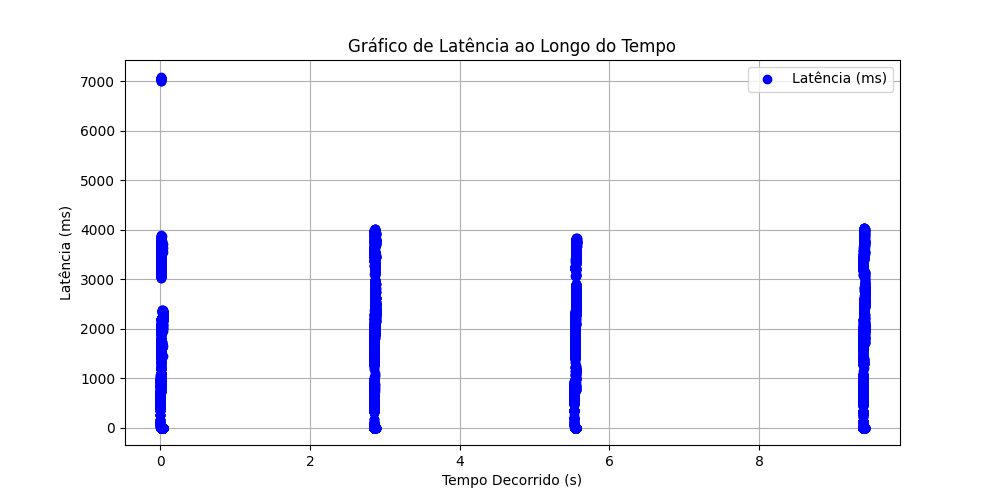 Gráfico de Latência ao Longo do Tempo
Latência (ms)
7000
6000
5000
4000
3000
2000
1000
0
Latência (ms)
0 2 4 6 8
Tempo Decorrido (s)